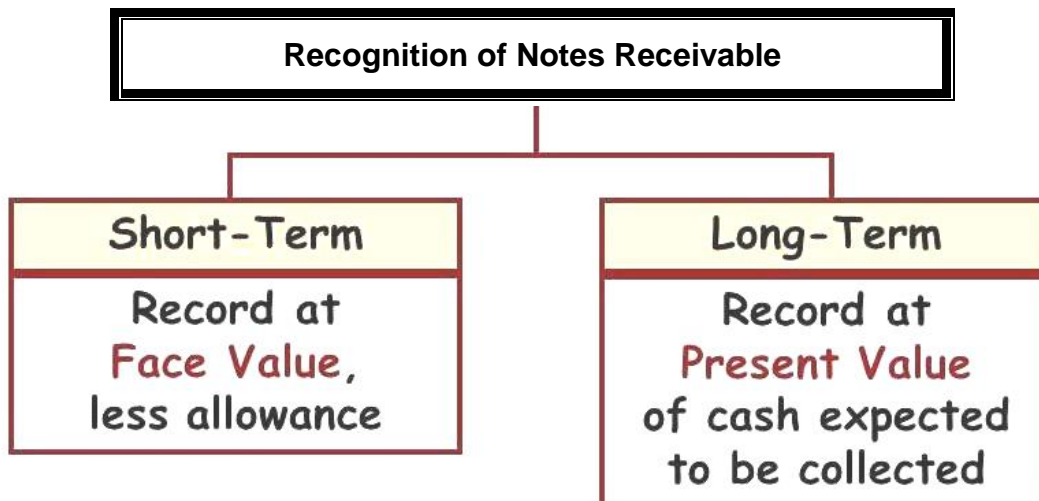 Recognition of Notes Receivable
Short-Term
Record at
Face Value,
less allowance
Long-Term
Record at
Present Value
of cash expected
to be collected